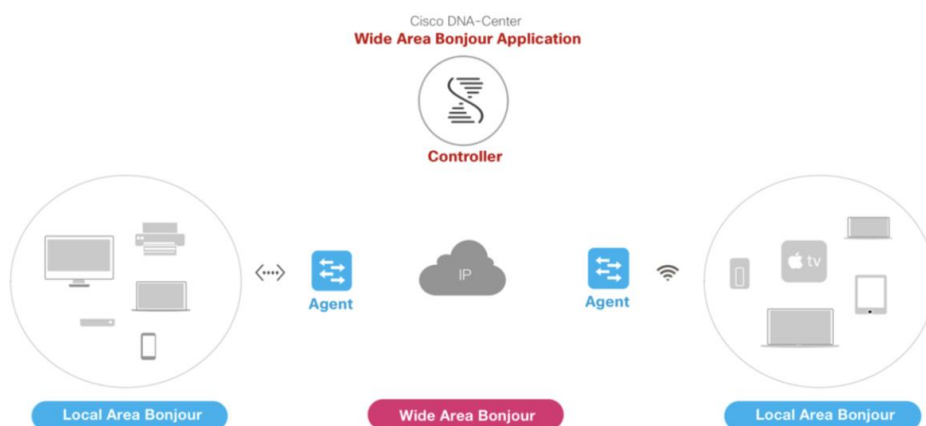 Cisco DNA-Center
Wide Area Bonjour Application
Controller
IP
tv
Agent
Agent
Local Area Bonjour
Wide Area Bonjour
Local Area Bonjour